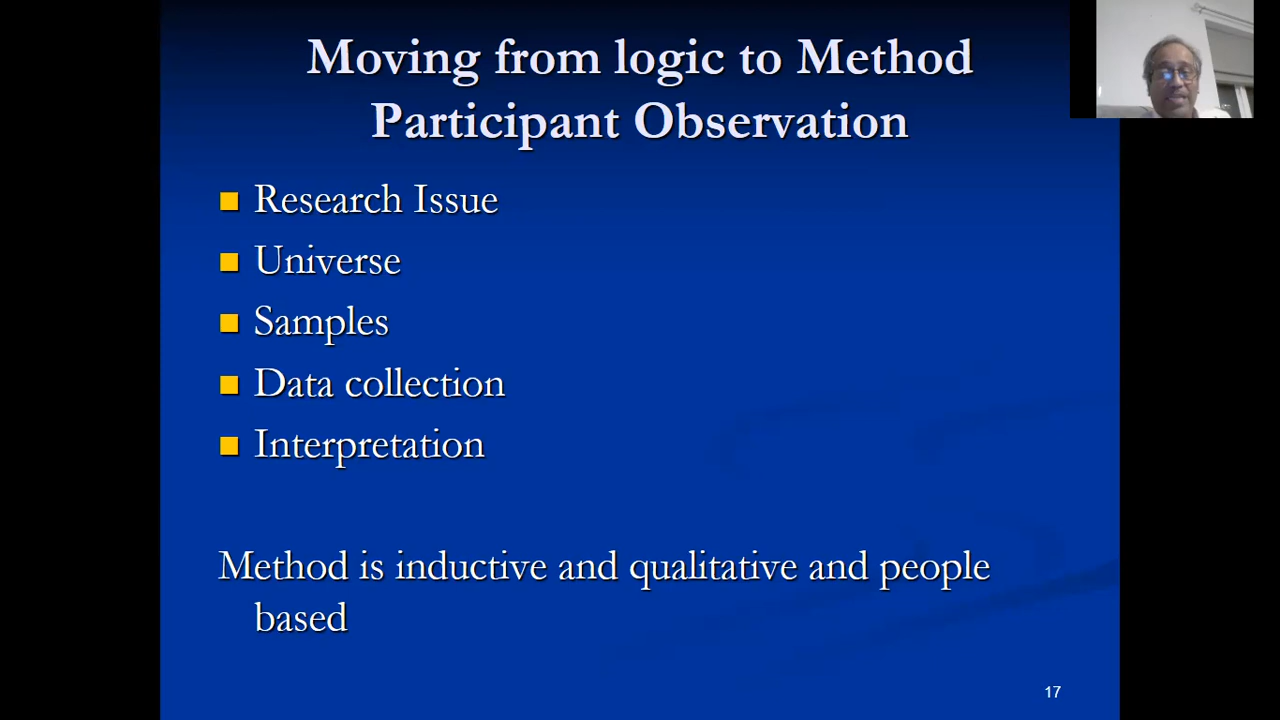 Moving from logic to Method
Participant Observation
Research Issue
Universe
Samples
Data collection
Interpretation
Method is inductive and qualitative and people
based
17